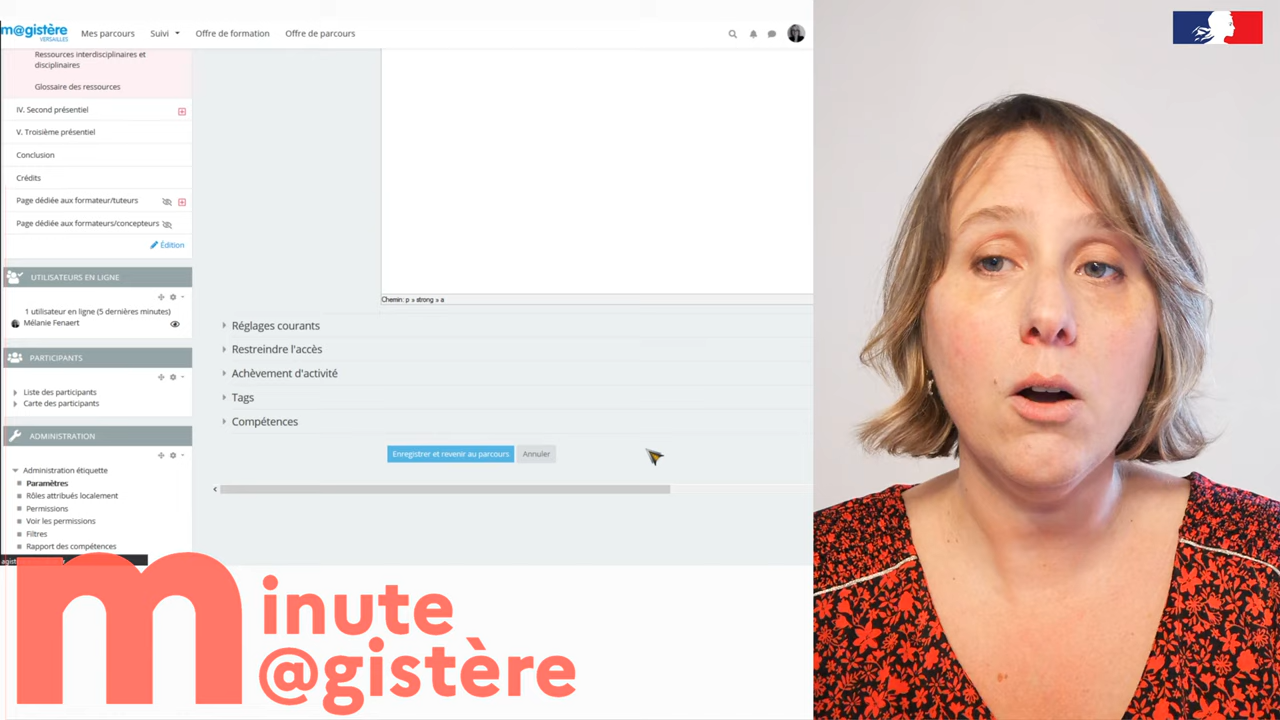 m@gistère
VERSAILLES
Mes parcours
Suivi
Offre de formation
Offre de parcours
Ressources interdisciplinaires et
disciplinaires
Glossaire des ressources
IV. Second présentiel
V. Troisième présentiel
Conclusion
Crédits
Page dédiée aux formateur/tuteurs
Page dédiée aux formateurs/concepteurs
Édition
UTILISATEURS EN LIGNE
1 utilisateur en ligne (5 dernières minutes)
Mélanie Fenaert
PARTICIPANTS
Liste des participants
Carte des participants
ADMINISTRATION
Administration étiquette
Paramètres
Rôles attribués localement
Permissions
Voir les permissions
Filtres
Rapport des compétences
Chemin: p » strong » a
Réglages courants
Restreindre l'accès
Achèvement d'activité
Tags
Compétences
Enregistrer et revenir au parcours
Annuler
minute
m@gistère